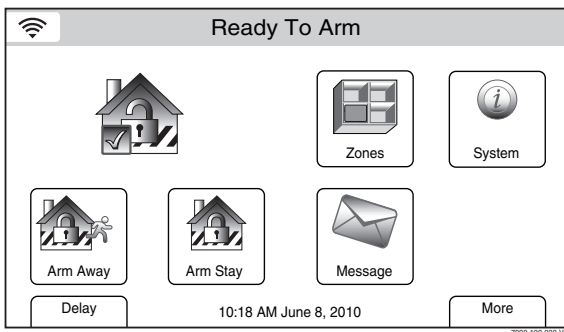 Ready To Arm
Zones
System
Arm Away
Arm Stay
Message
Delay
10:18 AM June 8, 2010
More